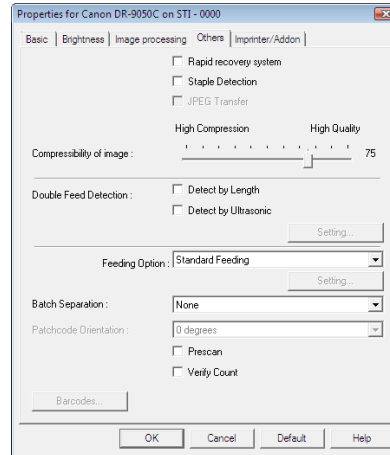 Properties for Canon DR-9050C on STI - 0000
Basic Brightness Image processing Others Imprinter/Addon
Rapid recovery system
Staple Detection
JPEG Transfer
High Compression High Quality
Compressibility of image : 75
Double Feed Detection : Detect by Length
Detect by Ultrasonic
Setting...
Feeding Option : Standard Feeding
Setting...
Batch Separation : None
Patchcode Orientation : 0 degrees
Prescan
Verify Count
Barcodes...
OK Cancel Default Help